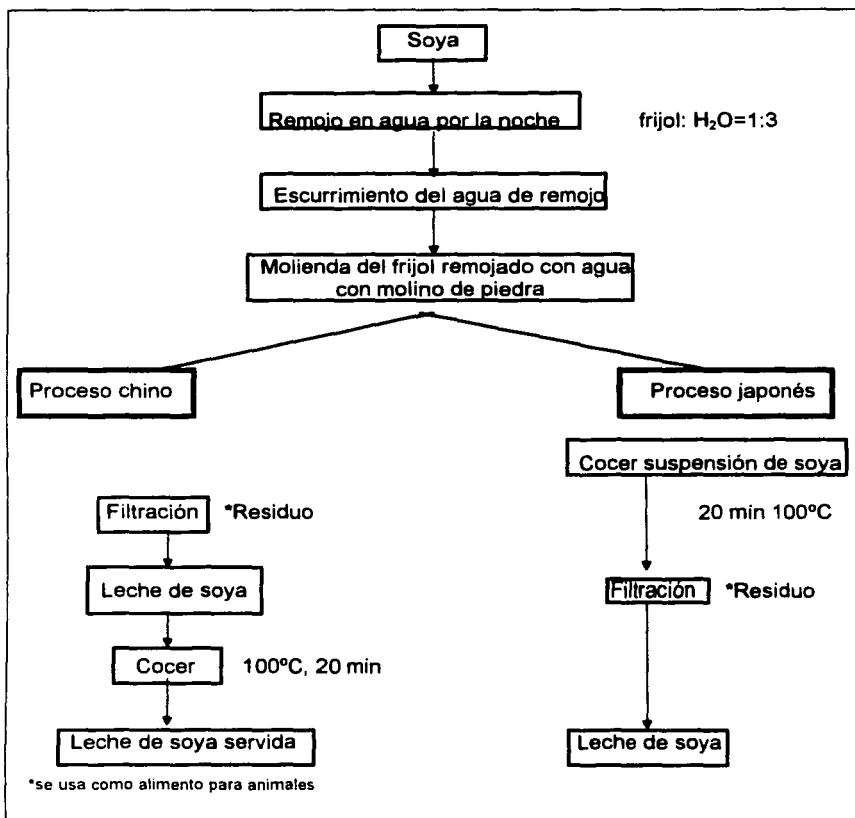 Soya
Remojo en agua por la noche frijol: H₂O=1:3
Escurrimiento del agua de remojo
Molienda del frijol remojado con agua
con molino de piedra
Proceso chino
Filtración *Residuo
Leche de soya
Cocer 100ºC, 20 min
Leche de soya servida
*se usa como alimento para animales
Proceso japonés
Cocer suspensión de soya
20 min 100ºC
Filtración *Residuo
Leche de soya